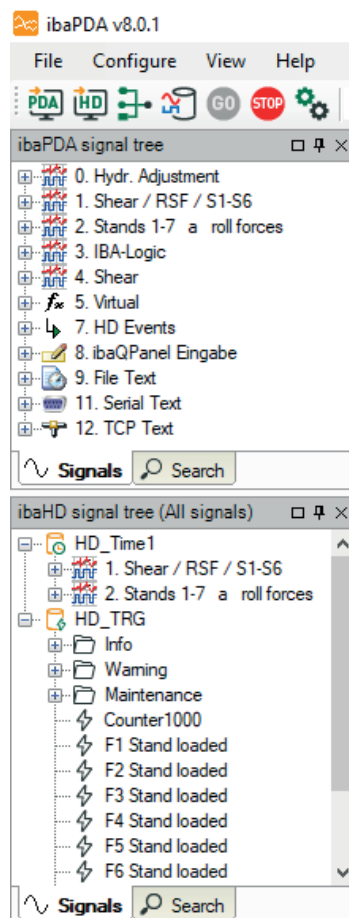 ibaPDA v8.0.1
File Configure View Help
PDA HD GO STOP
ibaPDA signal tree
0. Hydr. Adjustment
1. Shear / RSF / S1-S6
2. Stands 1-7 a roll forces
3. IBA-Logic
4. Shear
fx 5. Virtual
7. HD Events
8. ibaQPanel Eingabe
9. File Text
11. Serial Text
12. TCP Text
Signals Search
ibaHD signal tree (All signals)
HD_Time1
1. Shear / RSF / S1-S6
2. Stands 1-7 a roll forces
HD_TRG
Info
Warning
Maintenance
Counter1000
F1 Stand loaded
F2 Stand loaded
F3 Stand loaded
F4 Stand loaded
F5 Stand loaded
F6 Stand loaded
Signals Search